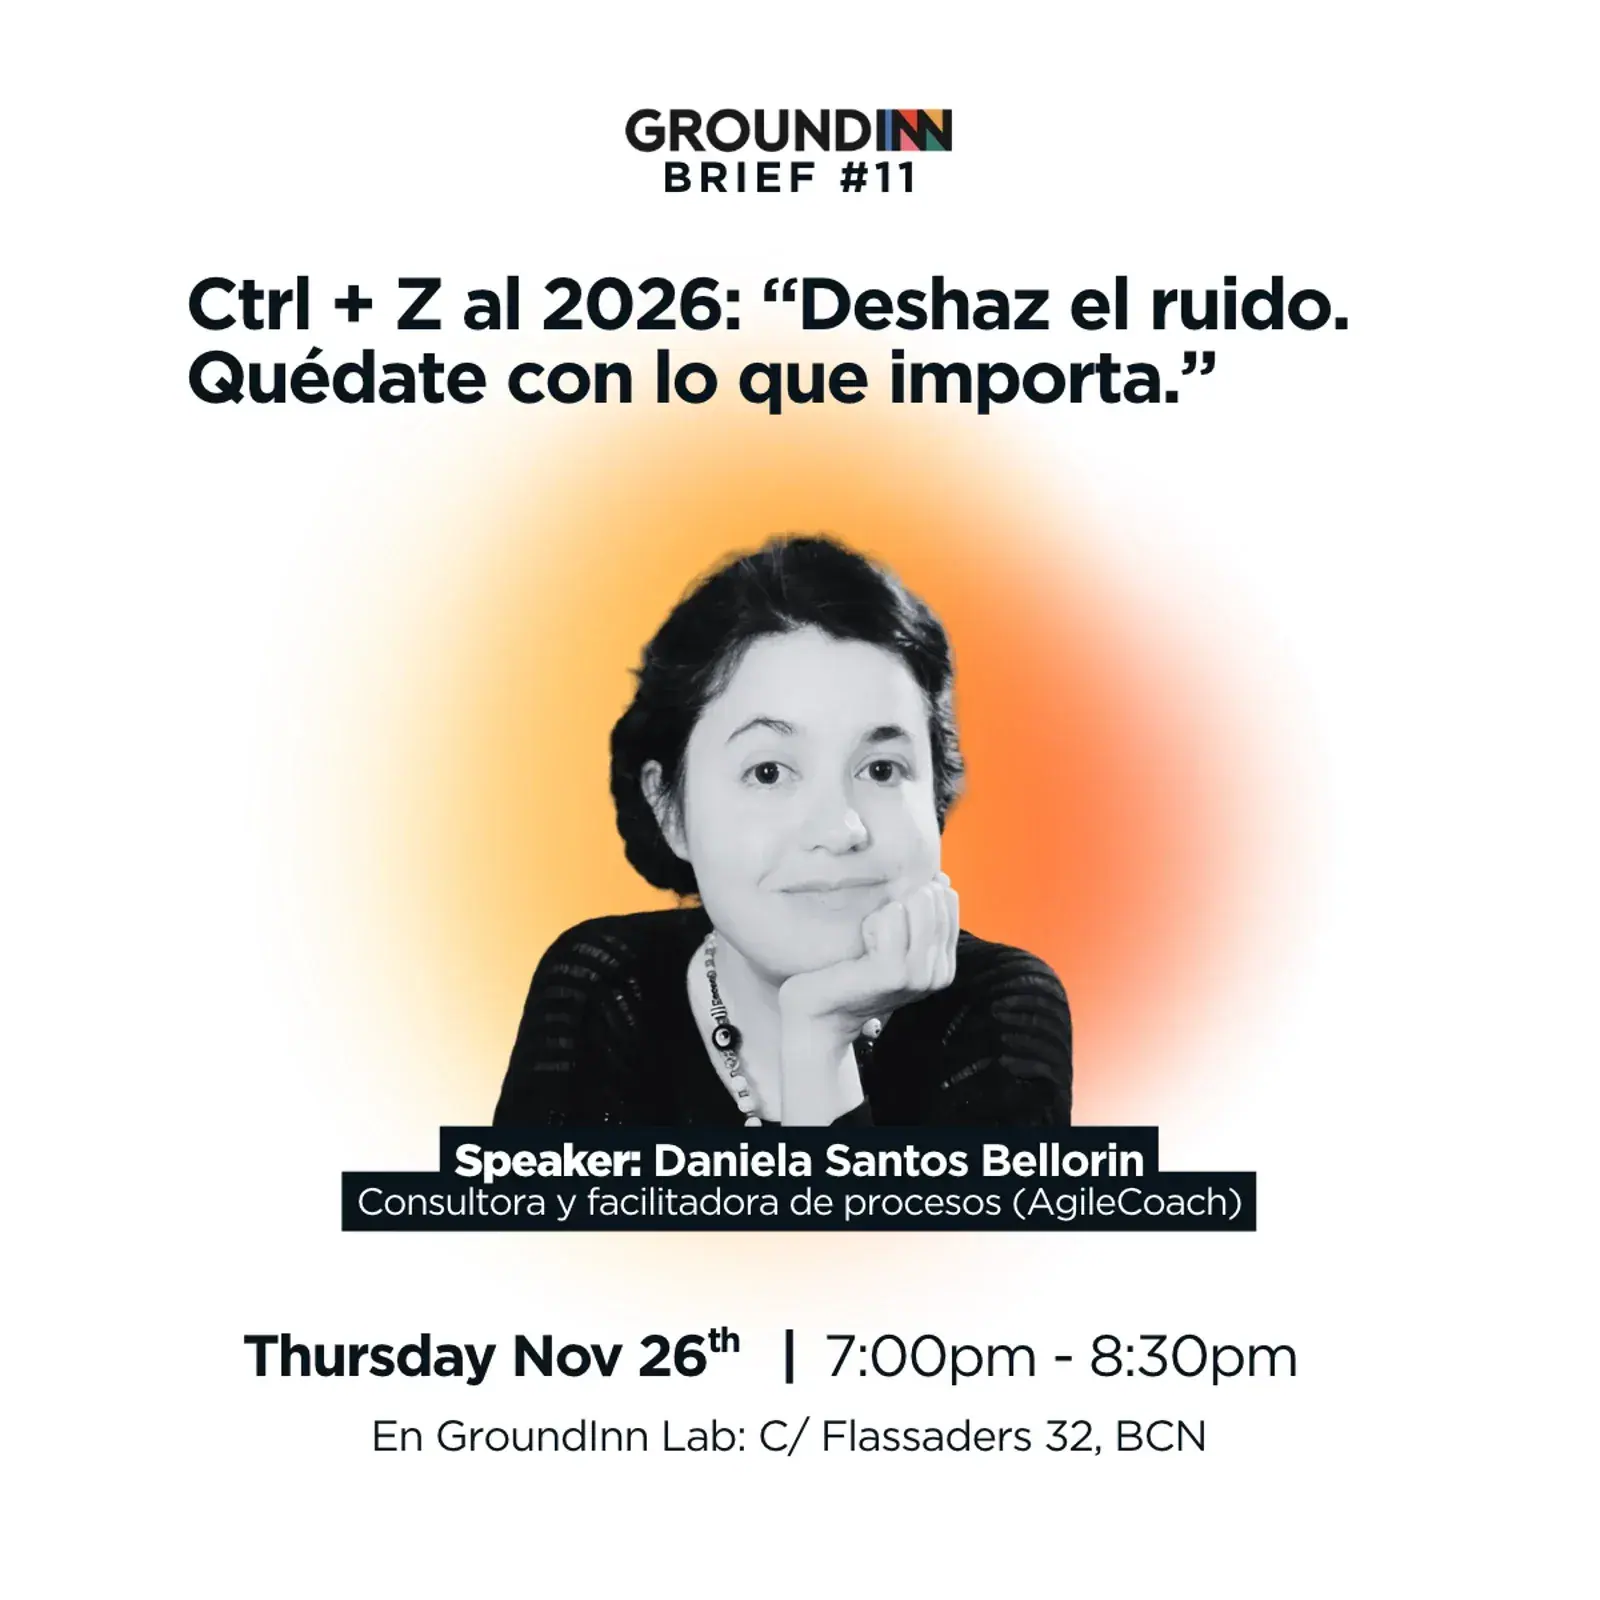 GROUNDINN
BRIEF #11
Ctrl + Z al 2026: “Deshaz el ruido.
Quédate con lo que importa.”
Speaker: Daniela Santos Bellorin
Consultora y facilitadora de procesos (AgileCoach)
Thursday Nov 26th | 7:00pm - 8:30pm
En GroundInn Lab: C/ Flassaders 32, BCN